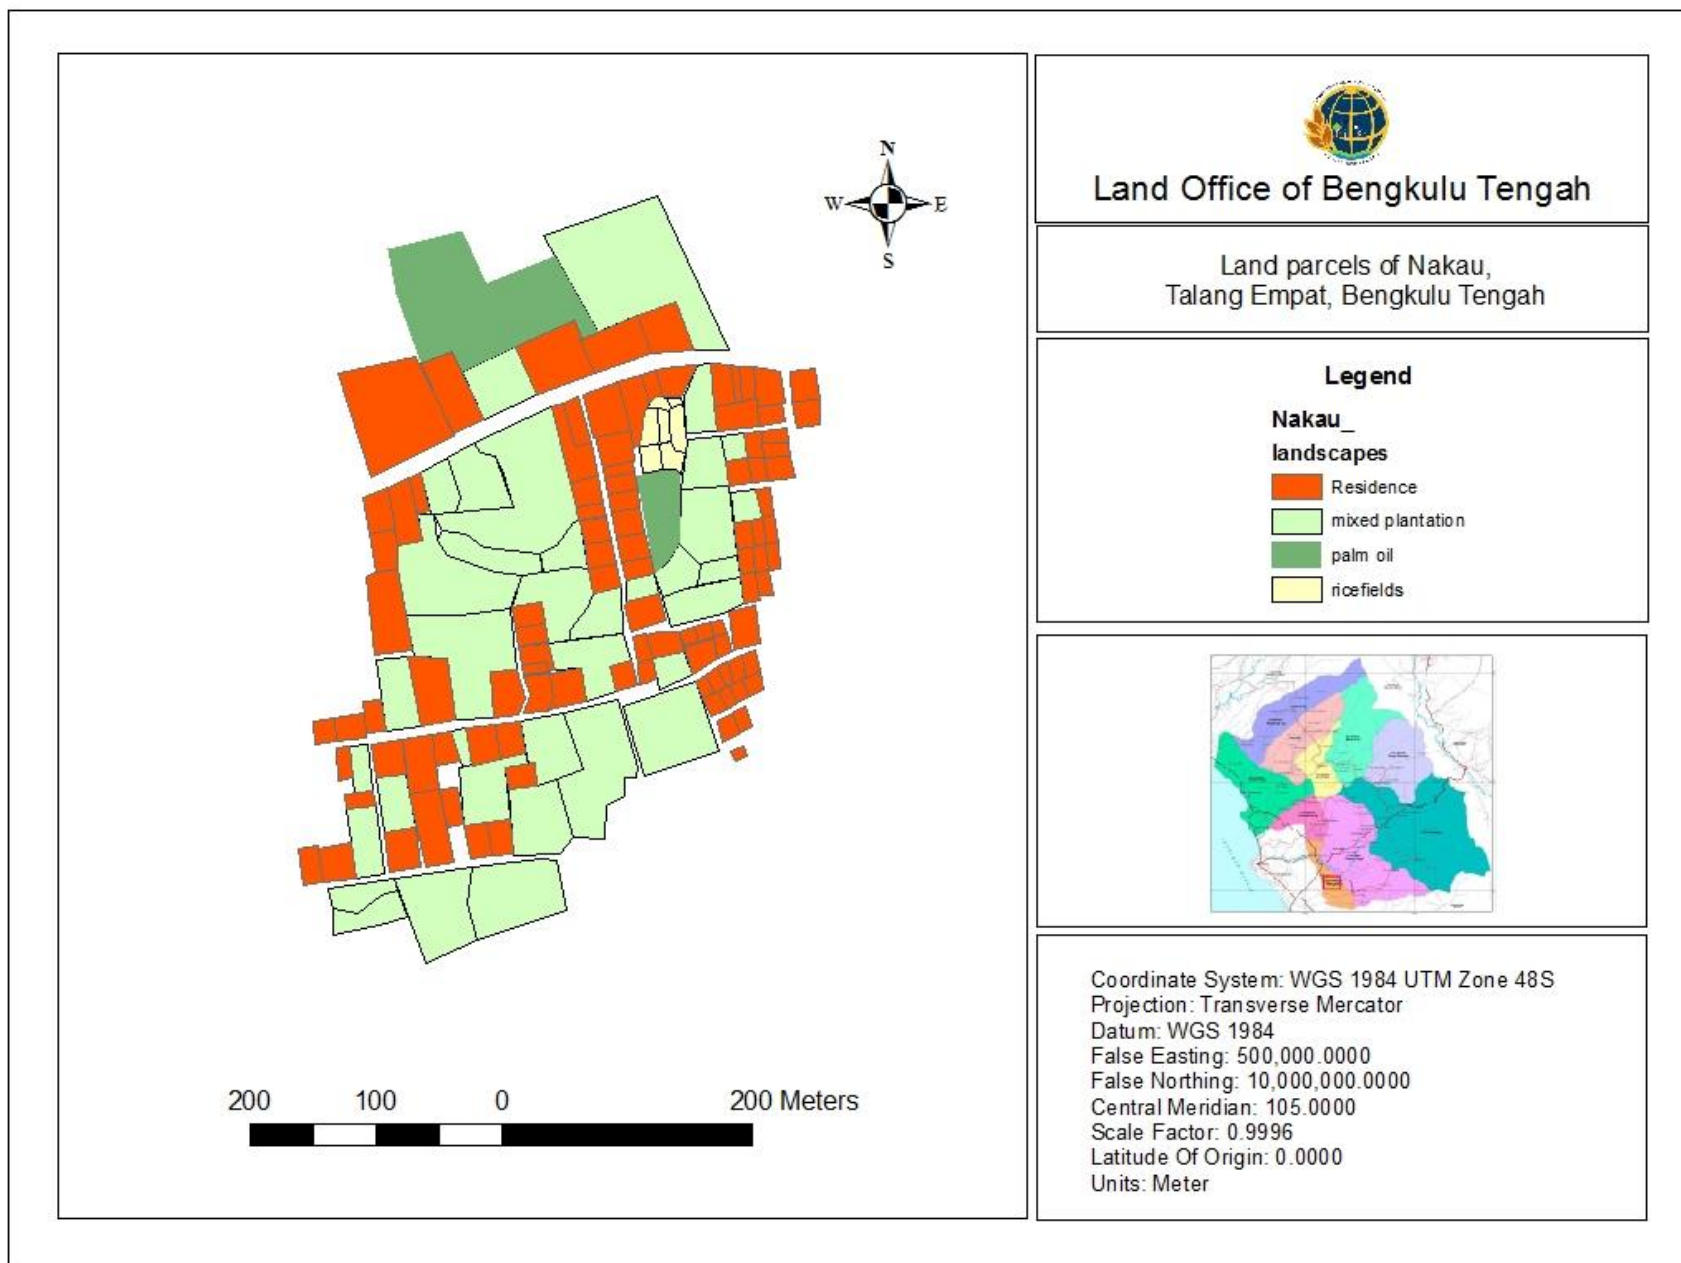 N
W
E
S
200 100 0 200 Meters
Land Office of Bengkulu Tengah
Land parcels of Nakau,
Talang Empat, Bengkulu Tengah
Legend
Nakau_
landscapes
Residence
mixed plantation
palm oil
ricefields
Coordinate System: WGS 1984 UTM Zone 48S
Projection: Transverse Mercator
Datum: WGS 1984
False Easting: 500,000.0000
False Northing: 10,000,000.0000
Central Meridian: 105.0000
Scale Factor: 0.9996
Latitude Of Origin: 0.0000
Units: Meter